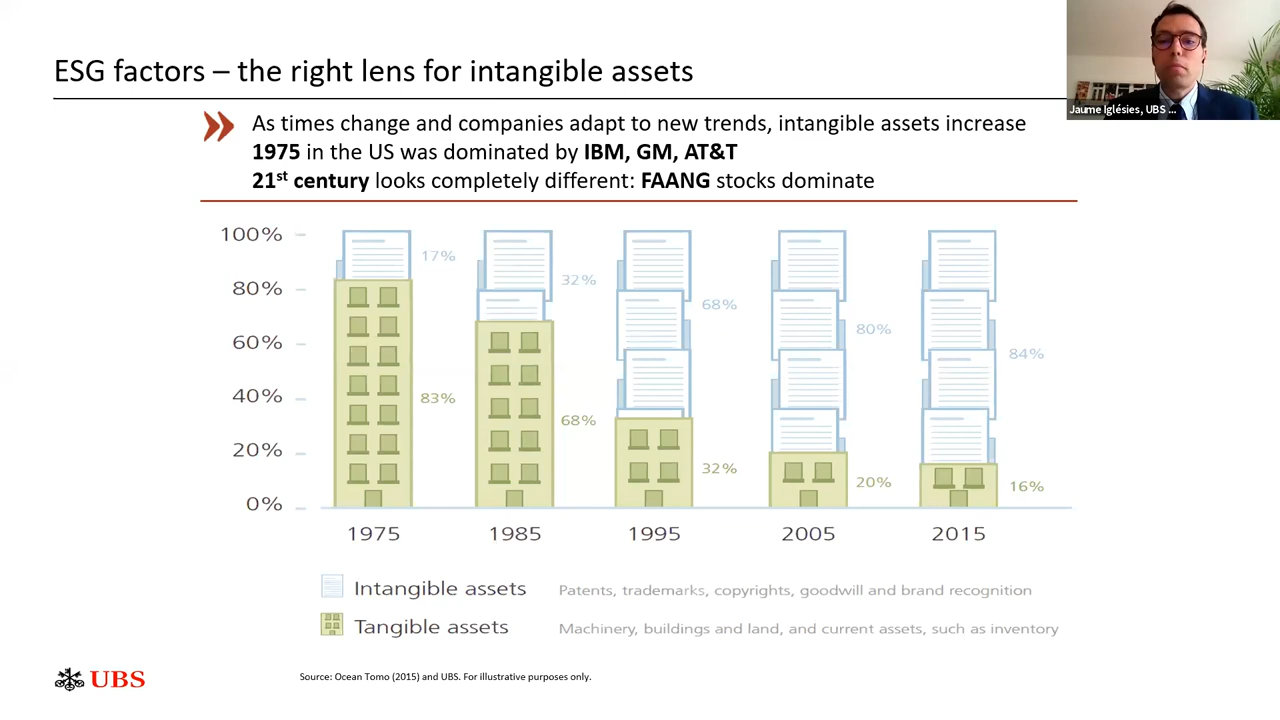 ESG factors – the right lens for intangible assets
Jaume Iglésies, UBS ...
As times change and companies adapt to new trends, intangible assets increase
1975 in the US was dominated by IBM, GM, AT&T
21st century looks completely different: FAANG stocks dominate
100%
80%
60%
40%
20%
0%
17%
83%
32%
68%
68%
32%
80%
20%
84%
16%
1975
1985
1995
2005
2015
Intangible assets
Patents, trademarks, copyrights, goodwill and brand recognition
Tangible assets
Machinery, buildings and land, and current assets, such as inventory
UBS
Source: Ocean Tomo (2015) and UBS. For illustrative purposes only.